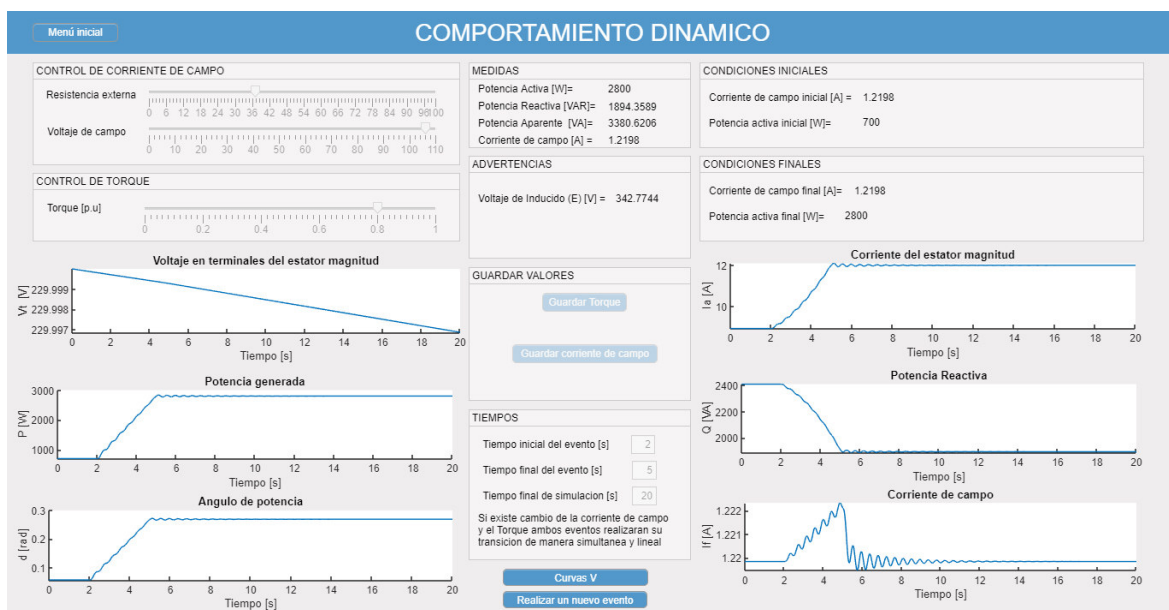 Menú inicial
COMPORTAMIENTO DINAMICO
CONTROL DE CORRIENTE DE CAMPO
Resistencia externa
0 6 12 18 24 30 36 42 48 54 60 66 72 78 84 90 96 100
Voltaje de campo
0 10 20 30 40 50 60 70 80 90 100 110
CONTROL DE TORQUE
Torque [p.u]
0 0.2 0.4 0.6 0.8 1
MEDIDAS
Potencia Activa [W]= 2800
Potencia Reactiva [VAR]= 1894.3589
Potencia Aparente [VA]= 3380.6206
Corriente de campo [A] = 1.2198
ADVERTENCIAS
Voltaje de Inducido (E) [V] = 342.7744
CONDICIONES INICIALES
Corriente de campo inicial [A] = 1.2198
Potencia activa inicial [W]= 700
CONDICIONES FINALES
Corriente de campo final [A]= 1.2198
Potencia activa final [W]= 2800
Voltaje en terminales del estator magnitud
Vt [V]
229.999
229.998
229.997
0 2 4 6 8 10 12 14 16 18 20
Tiempo [s]
Potencia generada
P [W]
3000
2000
1000
0 2 4 6 8 10 12 14 16 18 20
Tiempo [s]
Angulo de potencia
d [rad]
0.3
0.2
0.1
0 2 4 6 8 10 12 14 16 18 20
Tiempo [s]
GUARDAR VALORES
Guardar Torque
Guardar corriente de campo
TIEMPOS
Tiempo inicial del evento [s] 2
Tiempo final del evento [s] 5
Tiempo final de simulacion [s] 20
Si existe cambio de la corriente de campo
y el Torque ambos eventos realizaran su
transicion de manera simultanea y lineal
Curvas V
Realizar un nuevo evento
Corriente del estator magnitud
Ia [A]
12
10
0 2 4 6 8 10 12 14 16 18 20
Tiempo [s]
Potencia Reactiva
Q [VA]
2400
2200
2000
0 2 4 6 8 10 12 14 16 18 20
Tiempo [s]
Corriente de campo
If [A]
1.222
1.221
1.22
0 2 4 6 8 10 12 14 16 18 20
Tiempo [s]